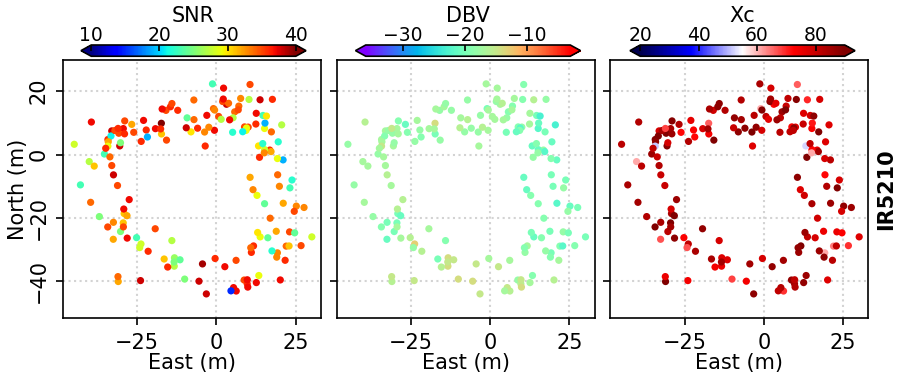 SNR DBV Xc
10 20 30 40 −30 −20 −10 20 40 60 80
20
0
−20
−40
North (m)
IR5210
−25 0 25 −25 0 25 −25 0 25
East (m) East (m) East (m)